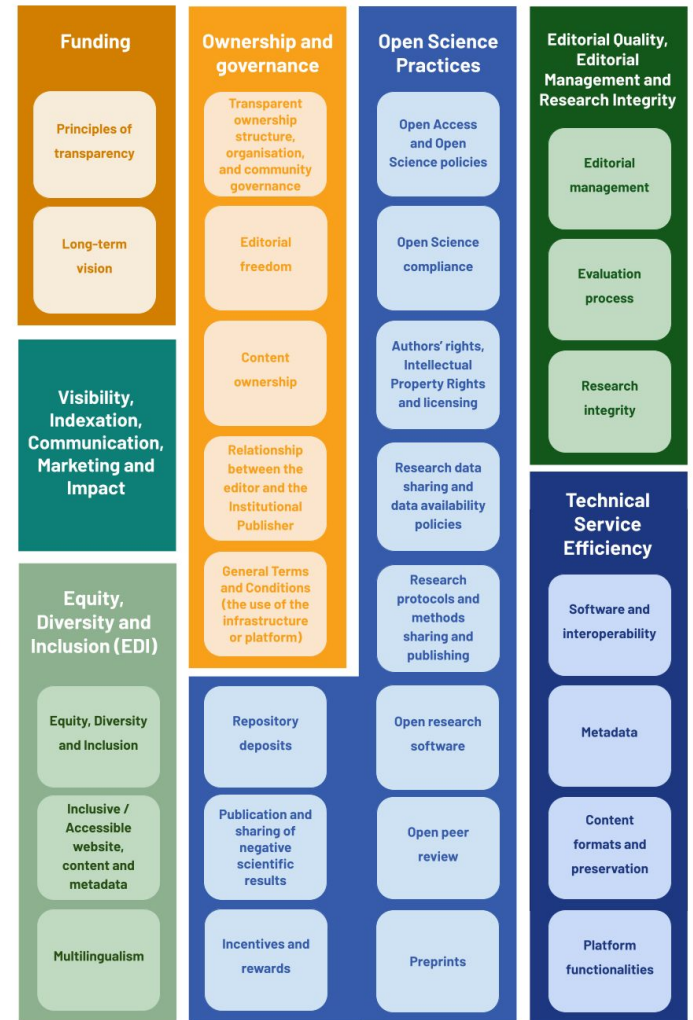 Funding
Principles of
transparency
Long-term
vision
Visibility,
Indexation,
Communication,
Marketing and
Impact
Equity,
Diversity and
Inclusion (EDI)
Equity, Diversity
and Inclusion
Inclusive /
Accessible
website,
content and
metadata
Multilingualism
Ownership and
governance
Transparent
ownership
structure,
organisation,
and community
governance
Editorial
freedom
Content
ownership
Relationship
between the
editor and the
Institutional
Publisher
General Terms
and Conditions
(the use of the
infrastructure
or platform)
Open Science
Practices
Open Access
and Open
Science policies
Open Science
compliance
Authors' rights,
Intellectual
Property Rights
and licensing
Research data
sharing and
data availability
policies
Research
protocols and
methods
sharing and
publishing
Repository
deposits
Open research
software
Publication and
sharing of
negative
scientific
results
Open peer
review
Incentives and
rewards
Preprints
Editorial Quality,
Editorial
Management and
Research Integrity
Editorial
management
Evaluation
process
Research
integrity
Technical
Service
Efficiency
Software and
interoperability
Metadata
Content
formats and
preservation
Platform
functionalities